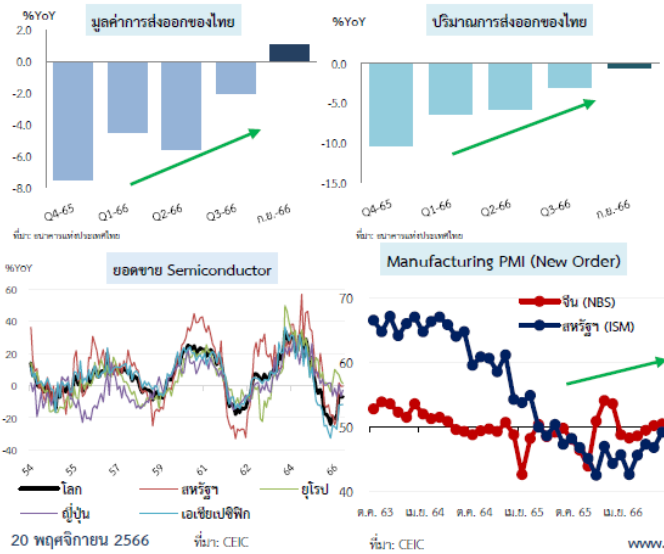 %YoY
มูลค่าการส่งออกของไทย
2.0
0.0
-2.0
-4.0
-6.0
-8.0
Q4-65
Q1-66
Q2-66
Q3-66
ก.ย.-66
ที่มา: ธนาคารแห่งประเทศไทย
%YoY
ปริมาณการส่งออกของไทย
0.0
-5.0
-10.0
-15.0
Q4-65
Q1-66
Q2-66
Q3-66
ก.ย.-66
ที่มา: ธนาคารแห่งประเทศไทย
%YoY
ยอดขาย Semiconductor
60
40
20
0
-20
-40
54
55
57
59
61
62
64
66
โลก
สหรัฐฯ
ยุโรป
ญี่ปุ่น
เอเชียแปซิฟิก
Manufacturing PMI (New Order)
70
60
50
40
จีน (NBS)
สหรัฐฯ (ISM)
ต.ค. 63
เม.ย. 64
ต.ค. 64
เม.ย. 65
ต.ค. 65
เม.ย. 66
20 พฤศจิกายน 2566
ที่มา: CEIC
ที่มา: CEIC
www.